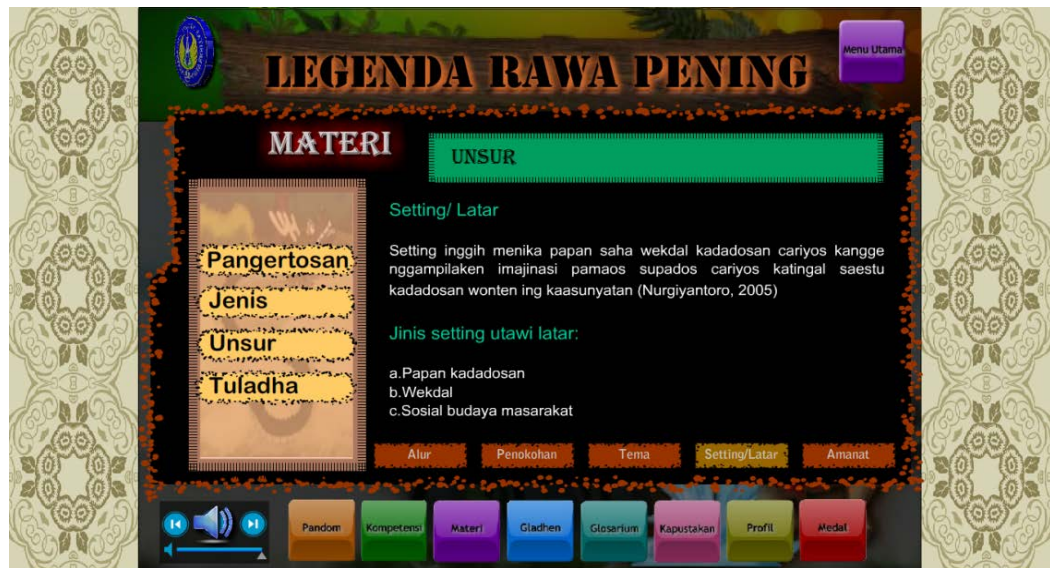 LEGENDA RAWA PENING
Menu Utama
MATERI
UNSUR
Pangertosan
Jenis
Unsur
Tuladha
Setting/ Latar
Setting inggih menika papan saha wekdal kadadosan cariyos kangge
nggampilaken imajinasi pamaos supados cariyos katingal saestu
kadadosan wonten ing kaasunyatan (Nurgiyantoro, 2005)
Jinis setting utawi latar:
a.Papan kadadosan
b.Wekdal
c.Sosial budaya masarakat
Alur
Penokohan
Tema
Setting/Latar
Amanat
Pandom
Kompetensi
Materi
Gladhen
Glosarium
Kapustakan
Profil
Medal